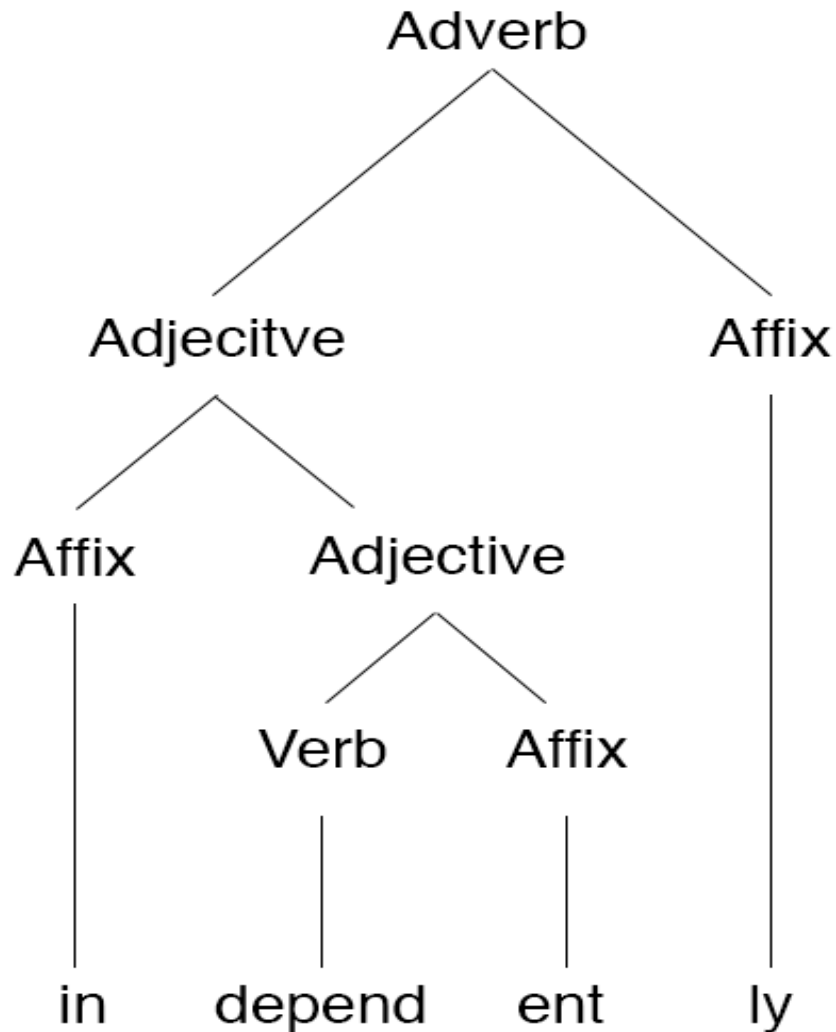 Adverb
Adjecitve Affix
Affix Adjective
Verb Affix
in depend ent ly